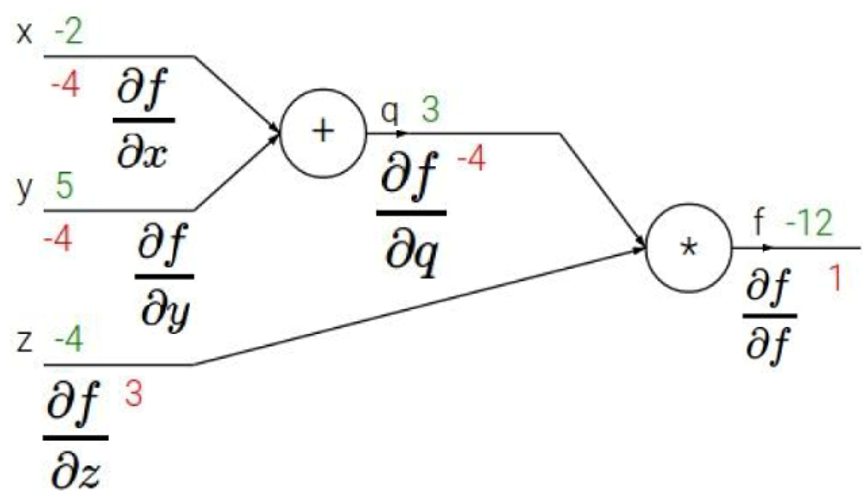 x -2
-4 ∂f/∂x
+
q 3
∂f/∂q -4
y 5
-4 ∂f/∂y
*
f -12
∂f/∂f 1
z -4
∂f/∂z 3